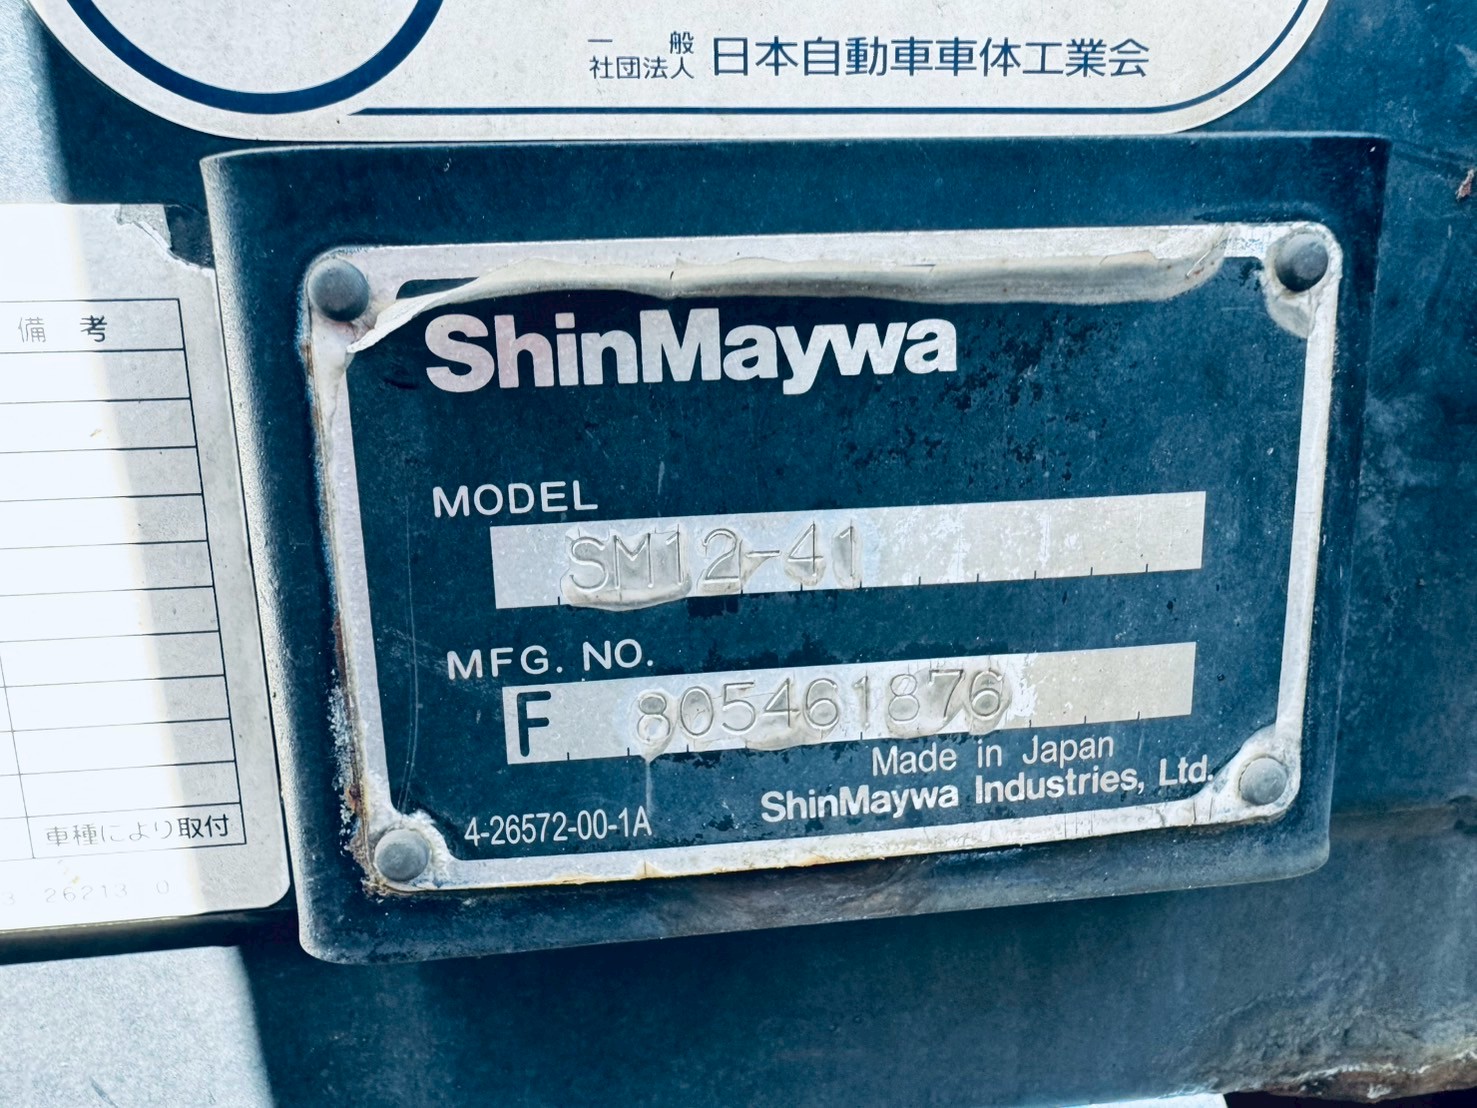 一般
社団法人 日本自動車車体工業会
備考
車種により取付
26213 0
ShinMaywa
MODEL
SM12-41
MFG. NO.
F 805461876
Made in Japan
ShinMaywa Industries, Ltd.
4-26572-00-1A